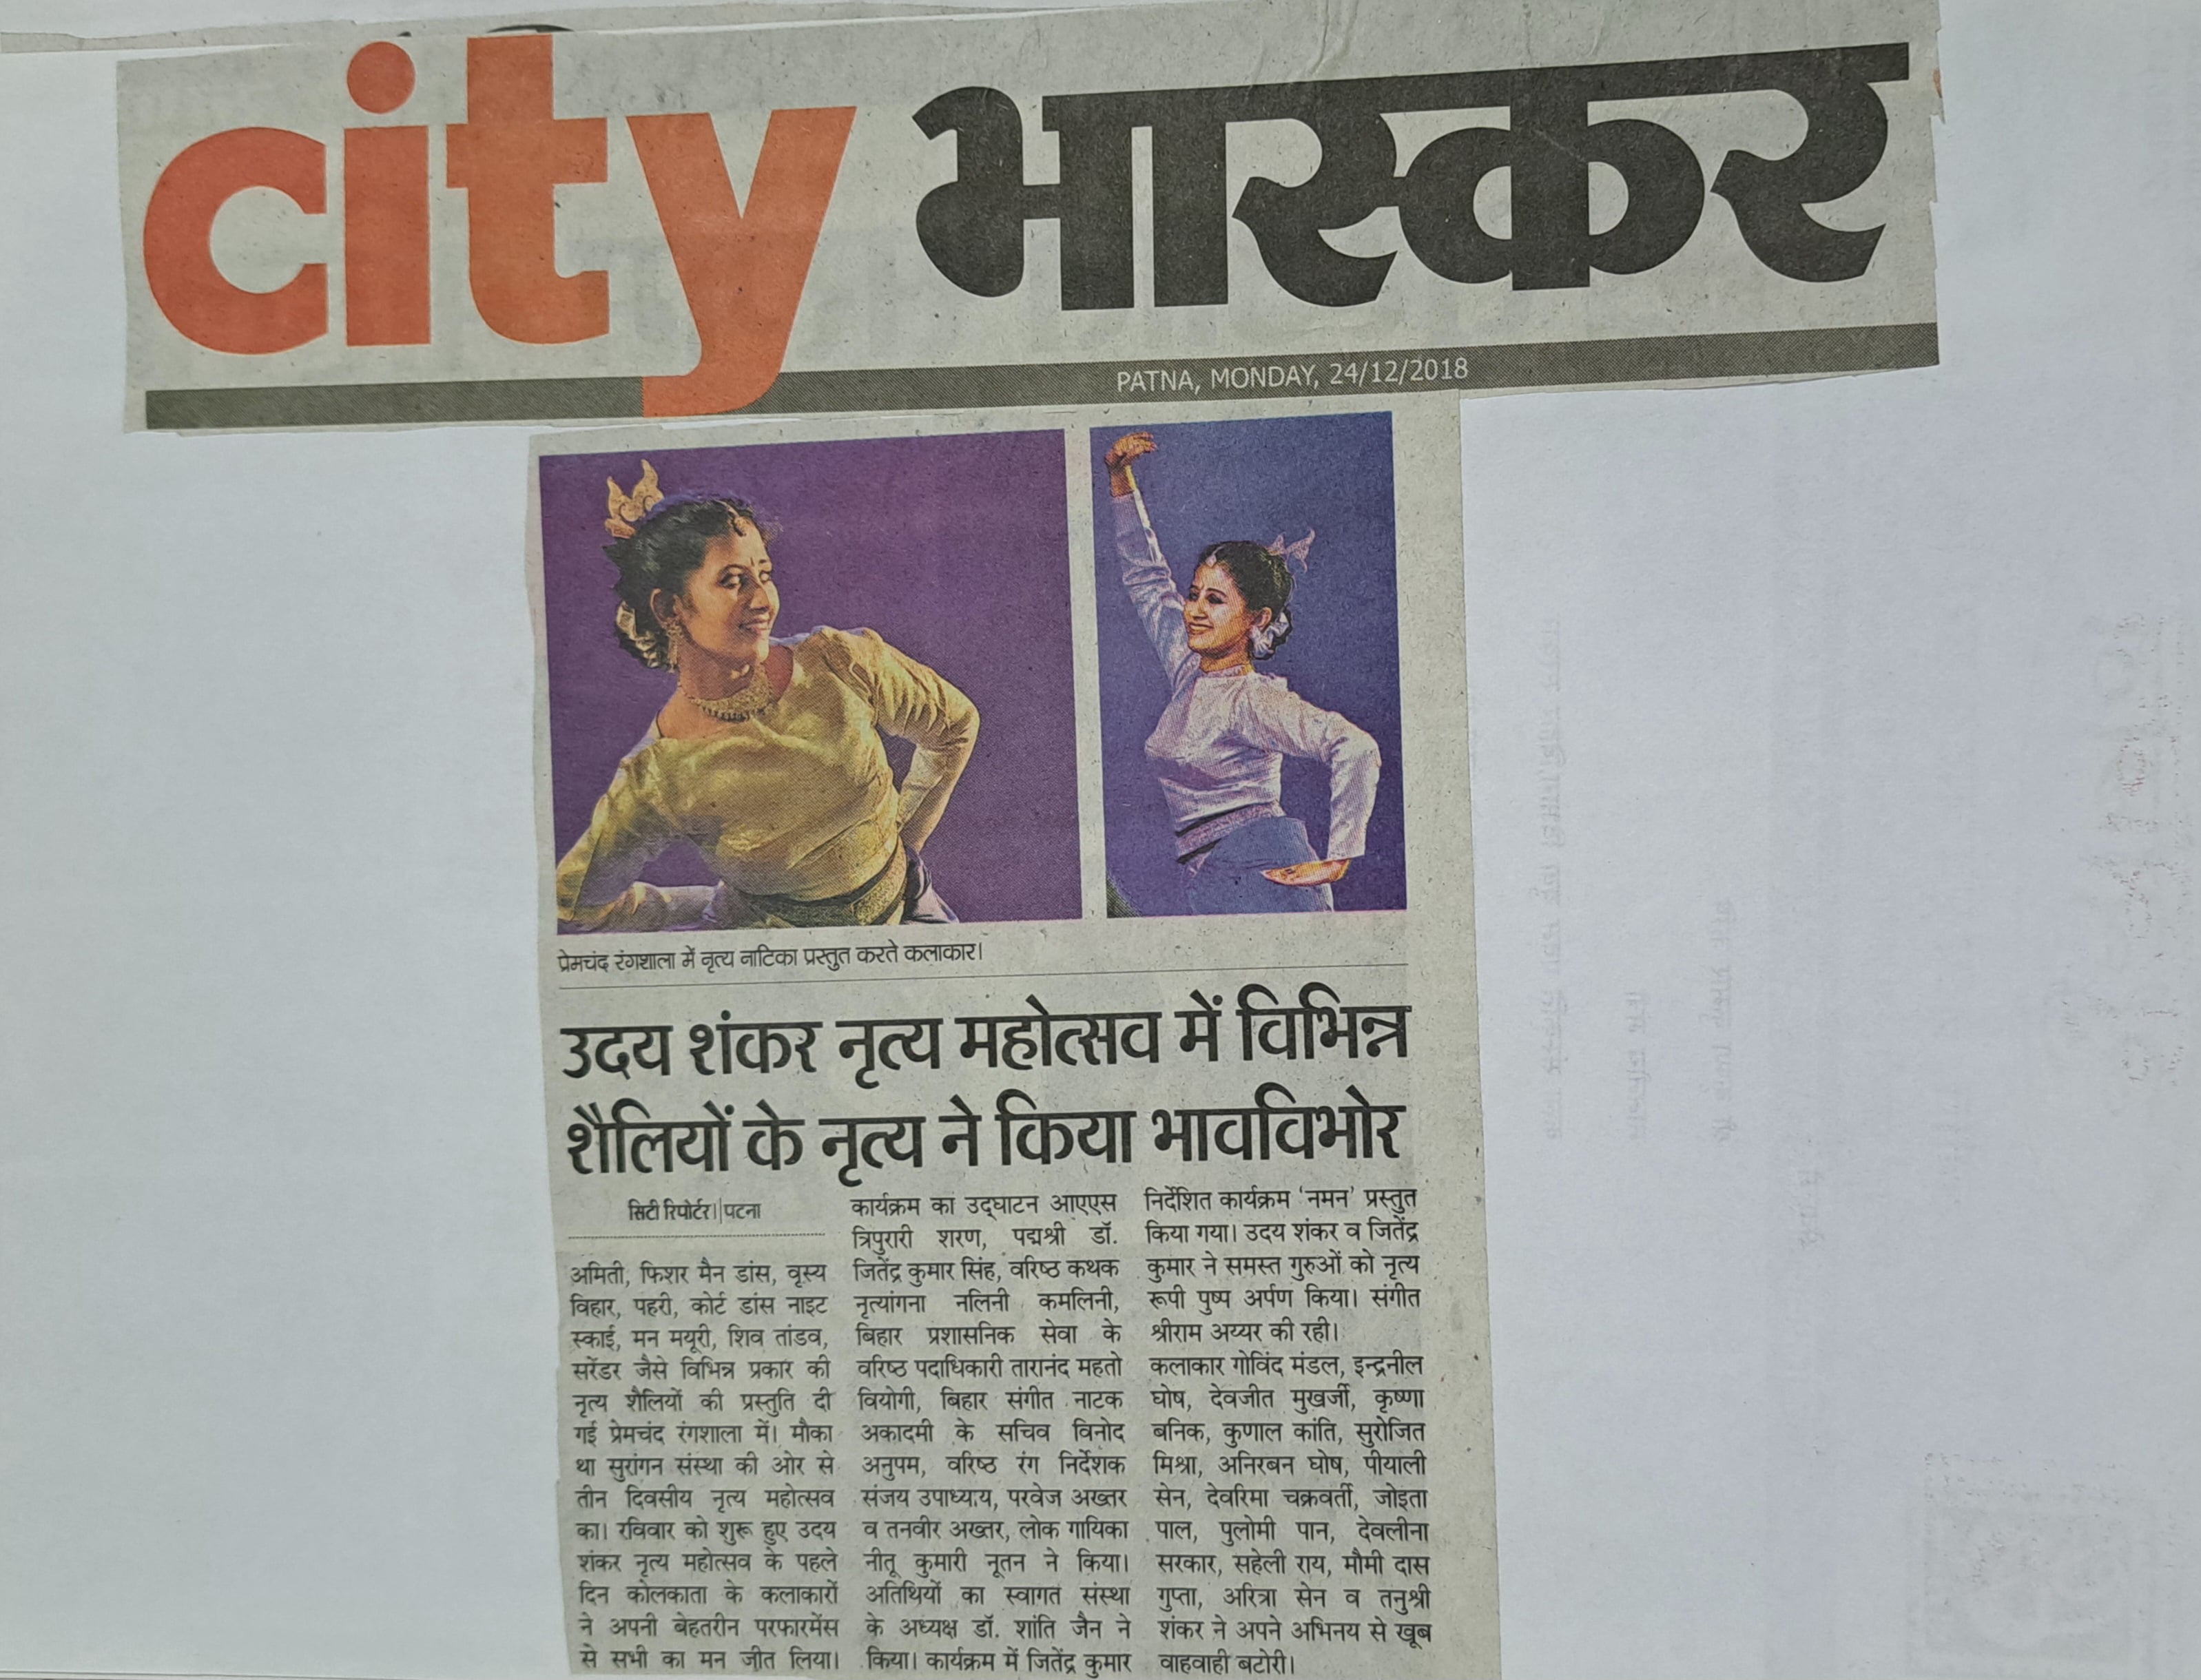 city भास्कर
PATNA, MONDAY, 24/12/2018
प्रेमचंद रंगशाला में नृत्य नाटिका प्रस्तुत करते कलाकार।
उदय शंकर नृत्य महोत्सव में विभिन्न
शैलियों के नृत्य ने किया भावविभोर
सिटी रिपोर्टर।|पटना
अमिती, फिशर मैन डांस, वृस्य
विहार, पहरी, कोर्ट डांस नाइट
स्काई, मन मयूरी, शिव तांडव,
सरेंडर जैसे विभिन्न प्रकार की
नृत्य शैलियों की प्रस्तुति दी
गई प्रेमचंद रंगशाला में। मौका
था सुरांगन संस्था की ओर से
तीन दिवसीय नृत्य महोत्सव
का। रविवार को शुरू हुए उदय
शंकर नृत्य महोत्सव के पहले
दिन कोलकाता के कलाकारों
ने अपनी बेहतरीन परफारमेंस
से सभी का मन जीत लिया।
कार्यक्रम का उद्घाटन आएएस
त्रिपुरारी शरण, पद्मश्री डॉ.
जितेंद्र कुमार सिंह, वरिष्ठ कथक
नृत्यांगना नलिनी कमलिनी,
बिहार प्रशासनिक सेवा के
वरिष्ठ पदाधिकारी तारानंद महतो
वियोगी, बिहार संगीत नाटक
अकादमी के सचिव विनोद
अनुपम, वरिष्ठ रंग निर्देशक
संजय उपाध्याय, परवेज अख्तर
व तनवीर अख्तर, लोक गायिका
नीतू कुमारी नूतन ने किया।
अतिथियों का स्वागत संस्था
के अध्यक्ष डॉ. शांति जैन ने
किया। कार्यक्रम में जितेंद्र कुमार
निर्देशित कार्यक्रम 'नमन' प्रस्तुत
किया गया। उदय शंकर व जितेंद्र
कुमार ने समस्त गुरुओं को नृत्य
रूपी पुष्प अर्पण किया। संगीत
श्रीराम अय्यर की रही।
कलाकार गोविंद मंडल, इन्द्रनील
घोष, देवजीत मुखर्जी, कृष्णा
बनिक, कुणाल कांति, सुरोजित
मिश्रा, अनिरबन घोष, पीयाली
सेन, देवरिमा चक्रवर्ती, जोइता
पाल, पुलोमी पान, देवलीना
सरकार, सहेली राय, मौमी दास
गुप्ता, अरित्रा सेन व तनुश्री
शंकर ने अपने अभिनय से खूब
वाहवाही बटोरी।